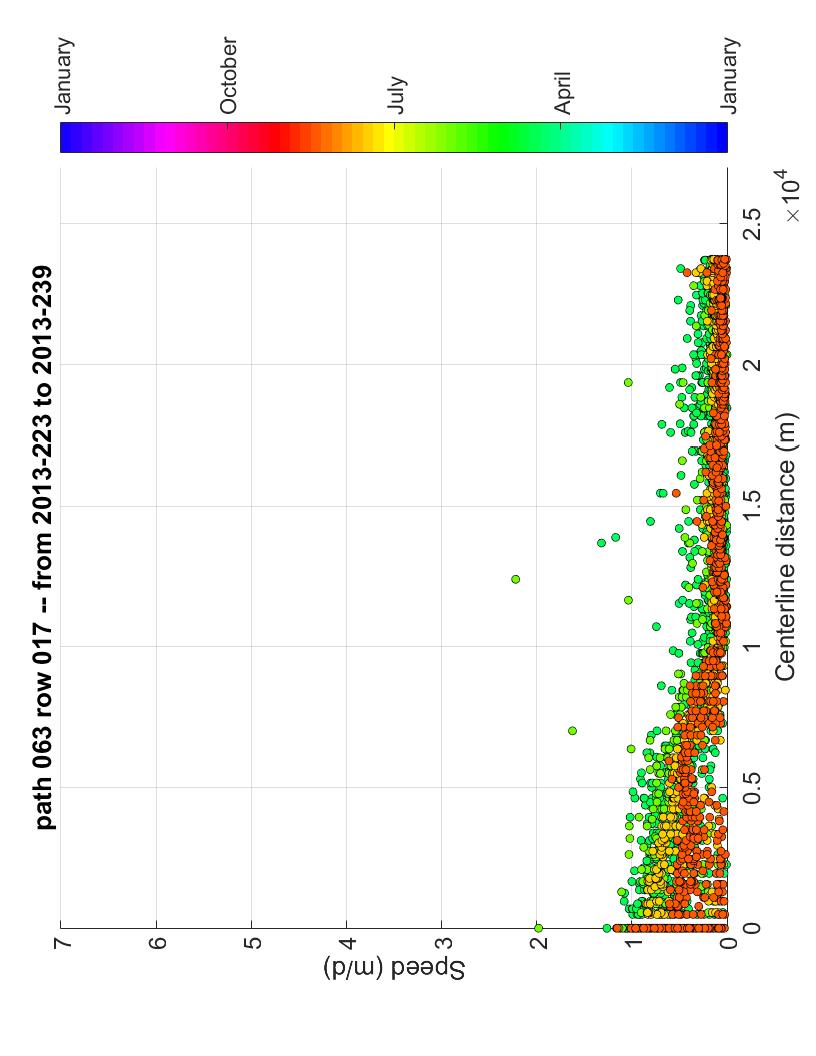 path 063 row 017 -- from 2013-223 to 2013-239
7
6
5
4
3
2
1
0
Speed (m/d)
0 0.5 1 1.5 2 2.5
×10^4
Centerline distance (m)
January
October
July
April
January